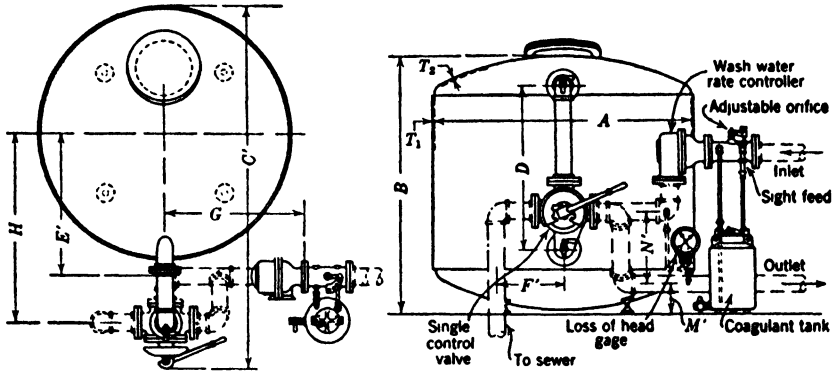 H
E'
G
C'
T₂
T₁
B
A
D
N'
F'
M'
Wash water
rate controller
Adjustable orifice
Inlet
Sight feed
Outlet
Single
control
valve
To sewer
Loss of head
gage
Coagulant tank